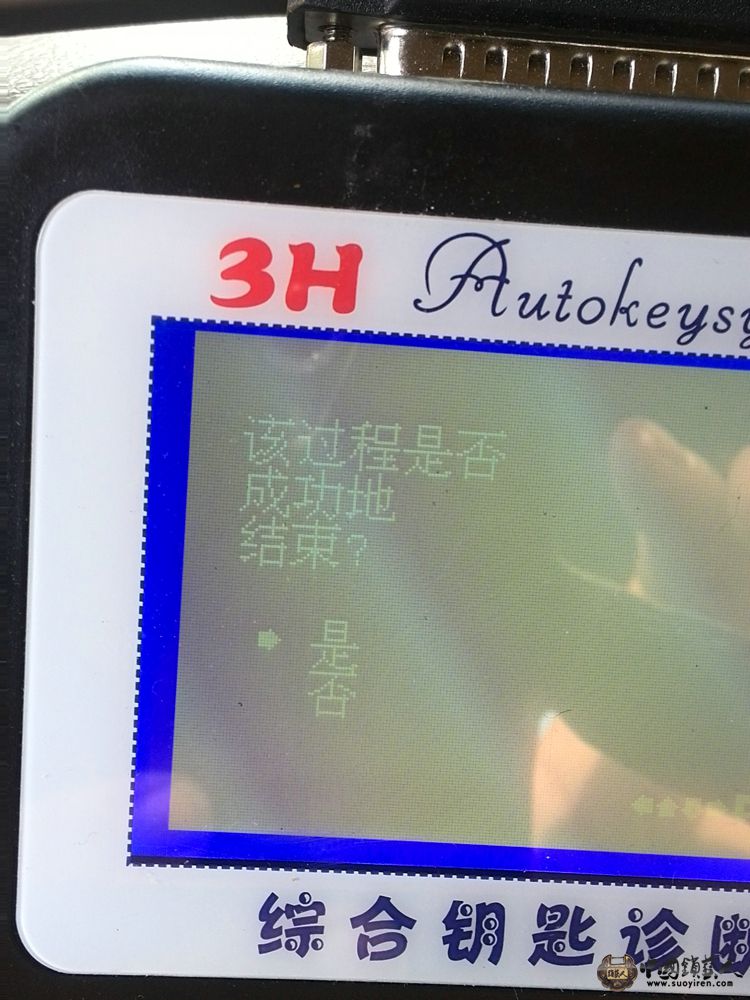 3H Autokeysy
该过程是否
成功地
结束?
是
否
综合钥匙诊断
www.suoyiren.com